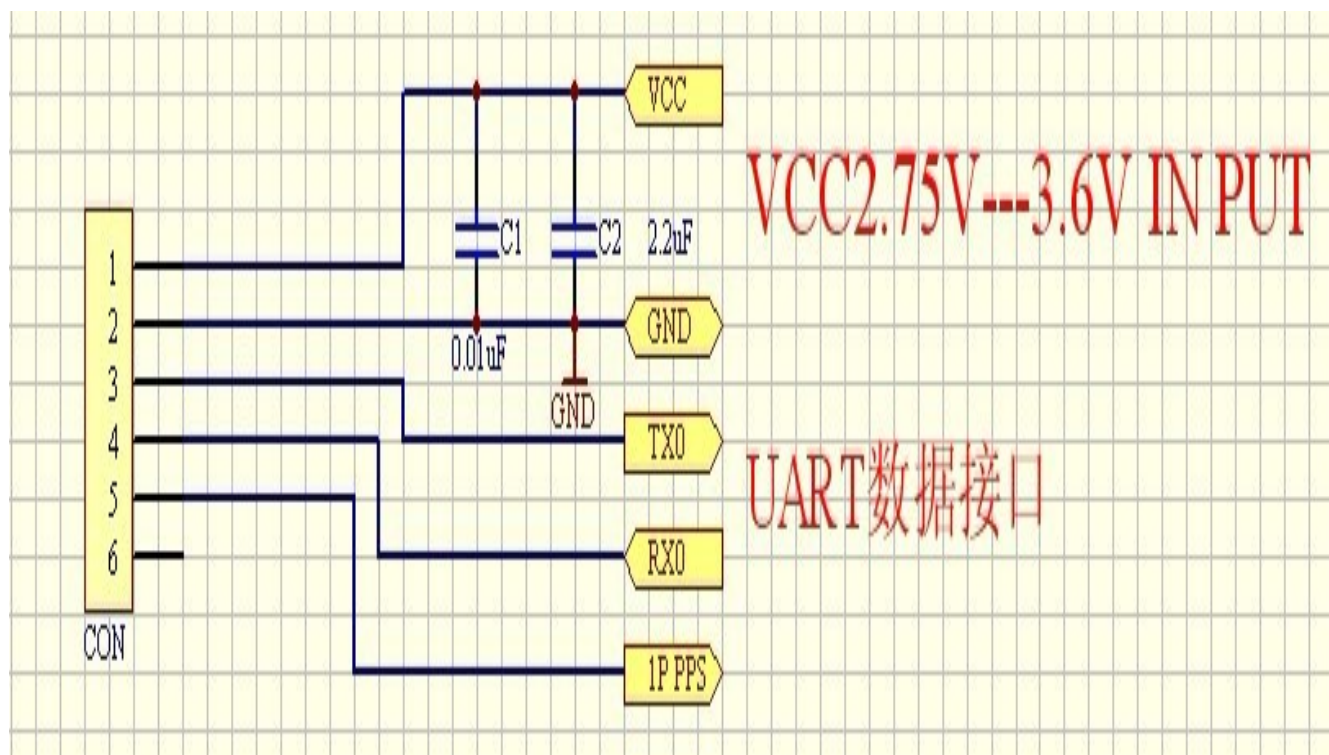 VCC
VCC2.75V---3.6V IN PUT
C1
C2
2.2uF
1
2
GND
0.01uF
3
GND
4
TX0
UART数据接口
5
6
RX0
CON
1P PPS